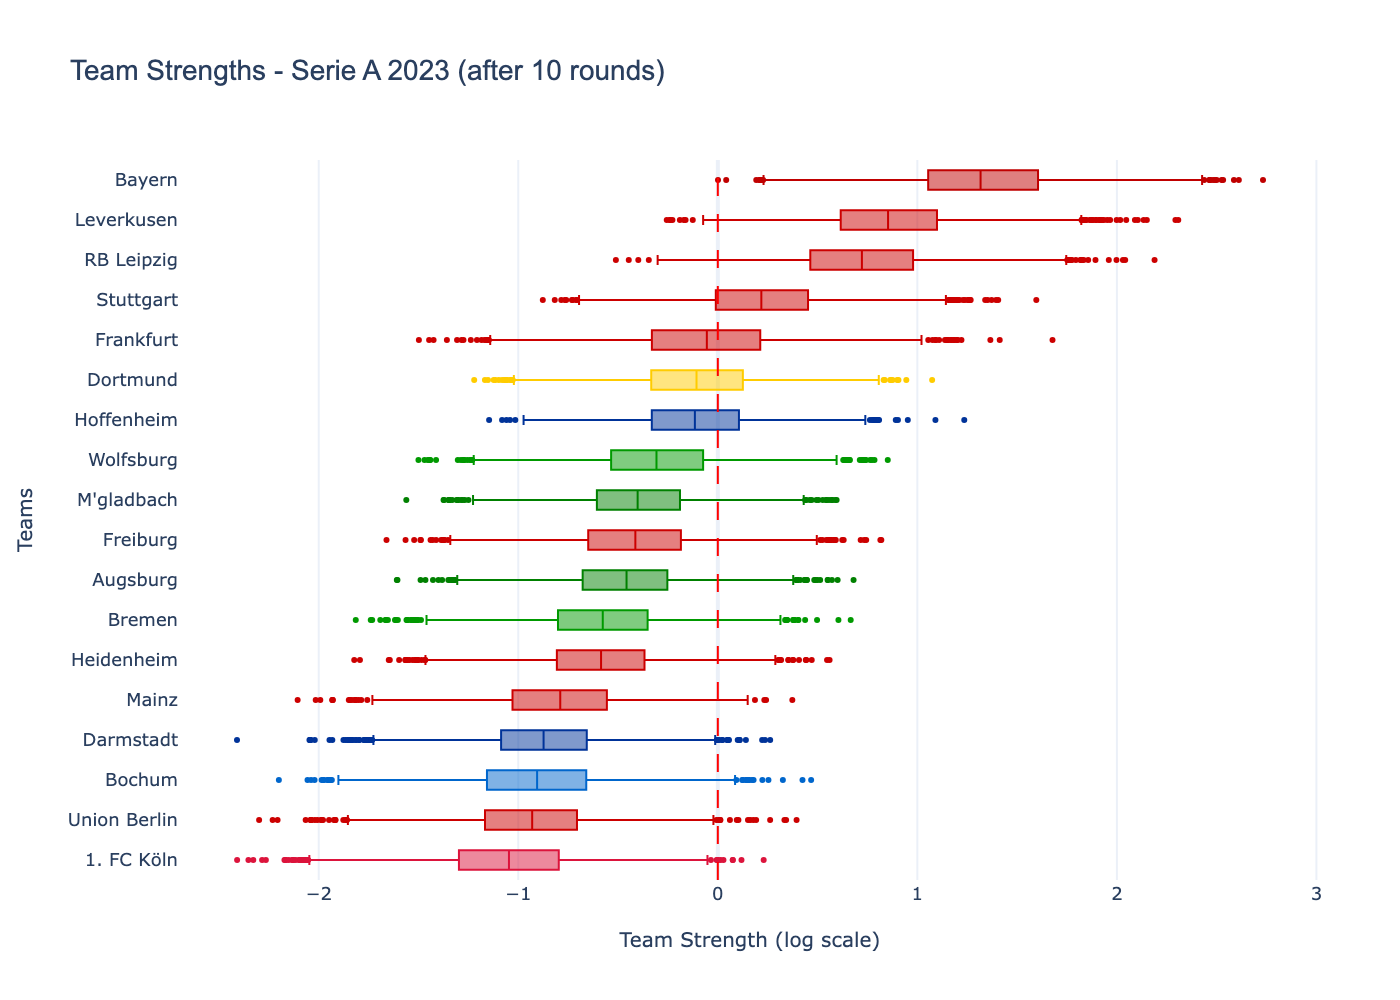 Team Strengths - Serie A 2023 (after 10 rounds)
Teams
Bayern
Leverkusen
RB Leipzig
Stuttgart
Frankfurt
Dortmund
Hoffenheim
Wolfsburg
M'gladbach
Freiburg
Augsburg
Bremen
Heidenheim
Mainz
Darmstadt
Bochum
Union Berlin
1. FC Köln
−2 −1 0 1 2 3
Team Strength (log scale)